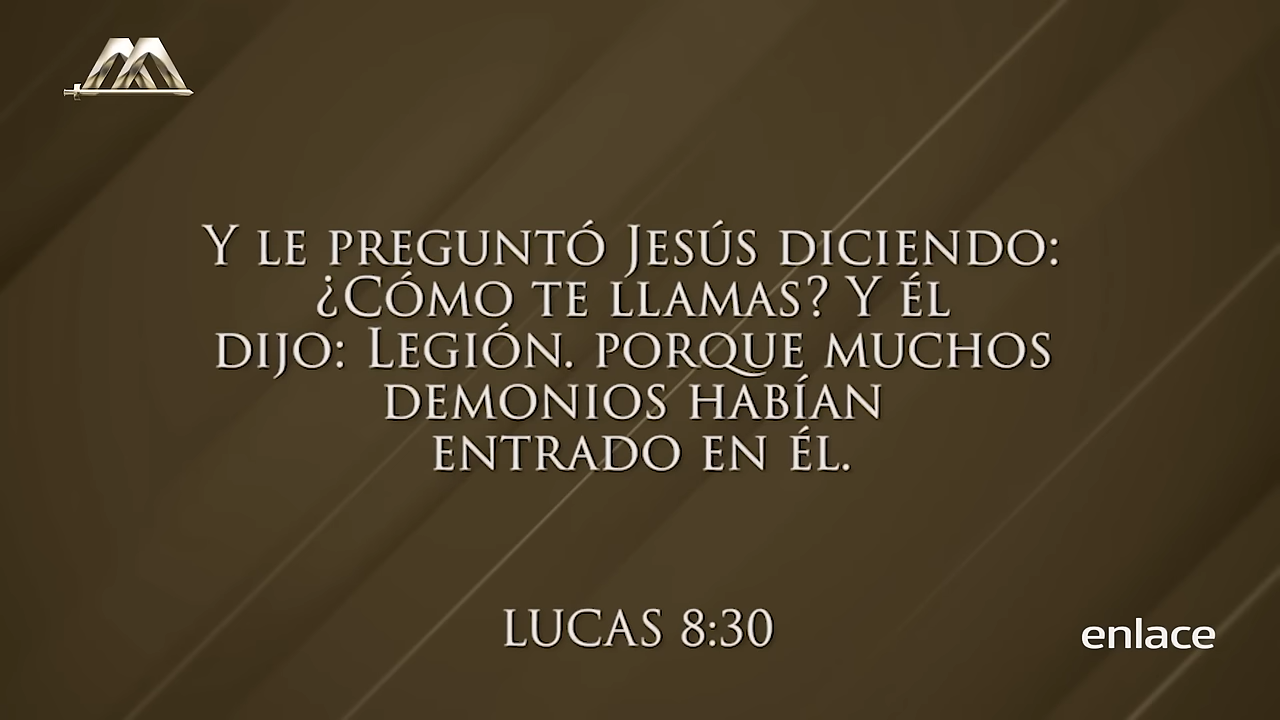 Y le preguntó Jesús diciendo:
¿Cómo te llamas? Y él
dijo: Legión. porque muchos
demonios habían
entrado en él.
LUCAS 8:30
enlace